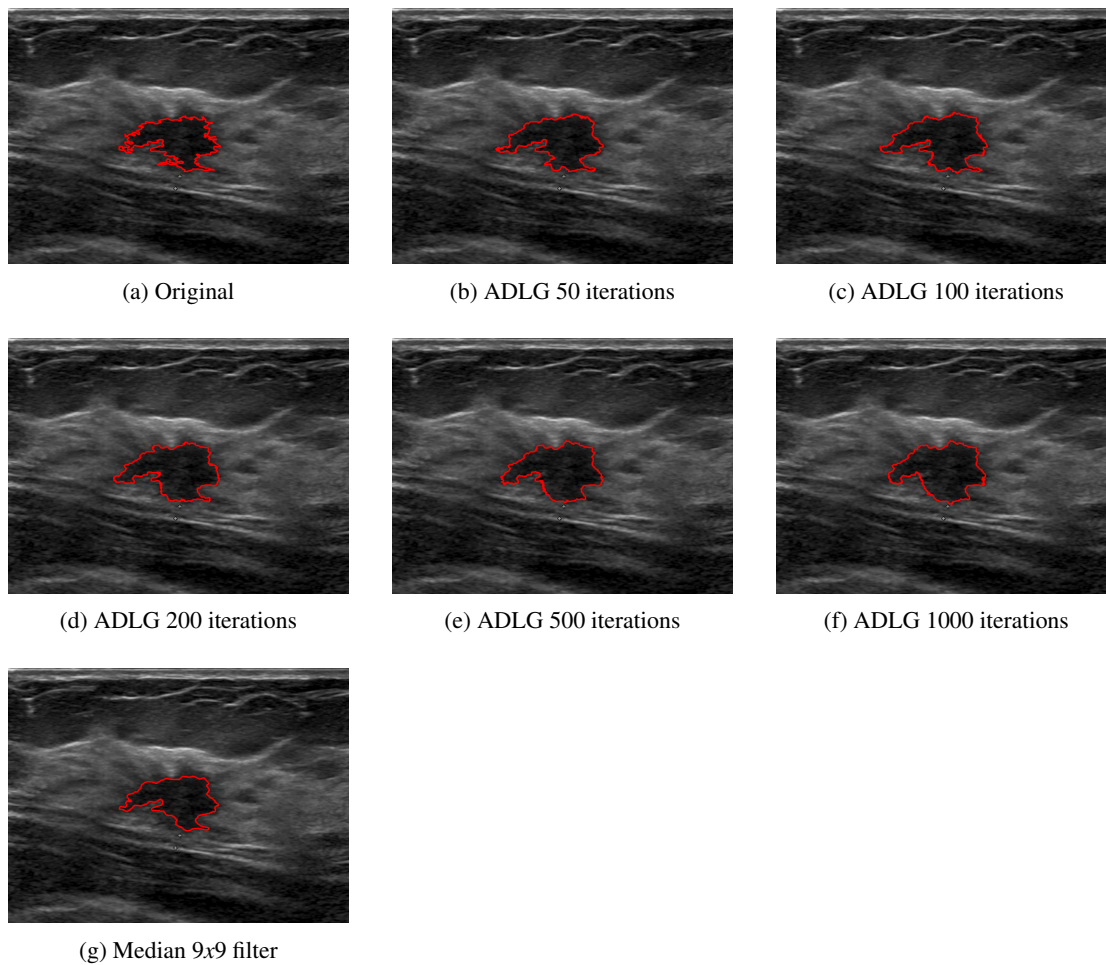 (a) Original
(b) ADLG 50 iterations
(c) ADLG 100 iterations
(d) ADLG 200 iterations
(e) ADLG 500 iterations
(f) ADLG 1000 iterations
(g) Median 9x9 filter